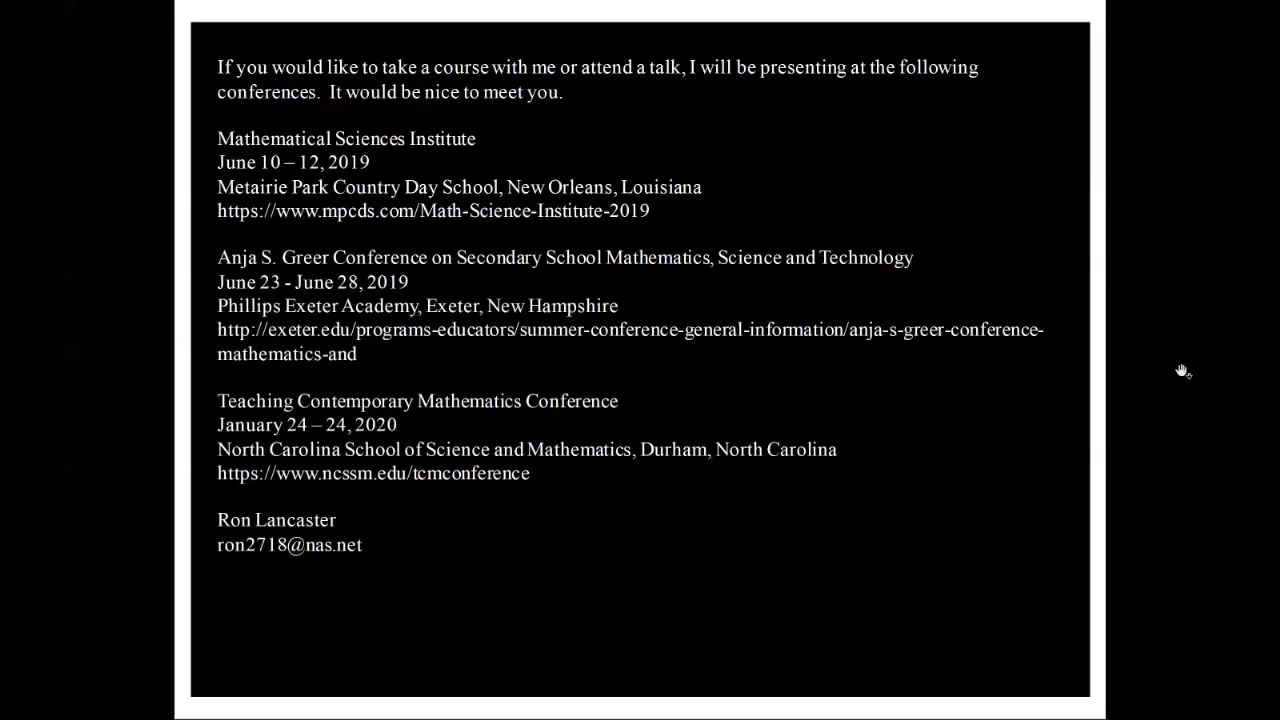 If you would like to take a course with me or attend a talk, I will be presenting at the following
conferences.  It would be nice to meet you.
Mathematical Sciences Institute
June 10 – 12, 2019
Metairie Park Country Day School, New Orleans, Louisiana
https://www.mpcds.com/Math-Science-Institute-2019
Anja S. Greer Conference on Secondary School Mathematics, Science and Technology
June 23 - June 28, 2019
Phillips Exeter Academy, Exeter, New Hampshire
http://exeter.edu/programs-educators/summer-conference-general-information/anja-s-greer-conference-
mathematics-and
Teaching Contemporary Mathematics Conference
January 24 – 24, 2020
North Carolina School of Science and Mathematics, Durham, North Carolina
https://www.ncssm.edu/tcmconference
Ron Lancaster
ron2718@nas.net